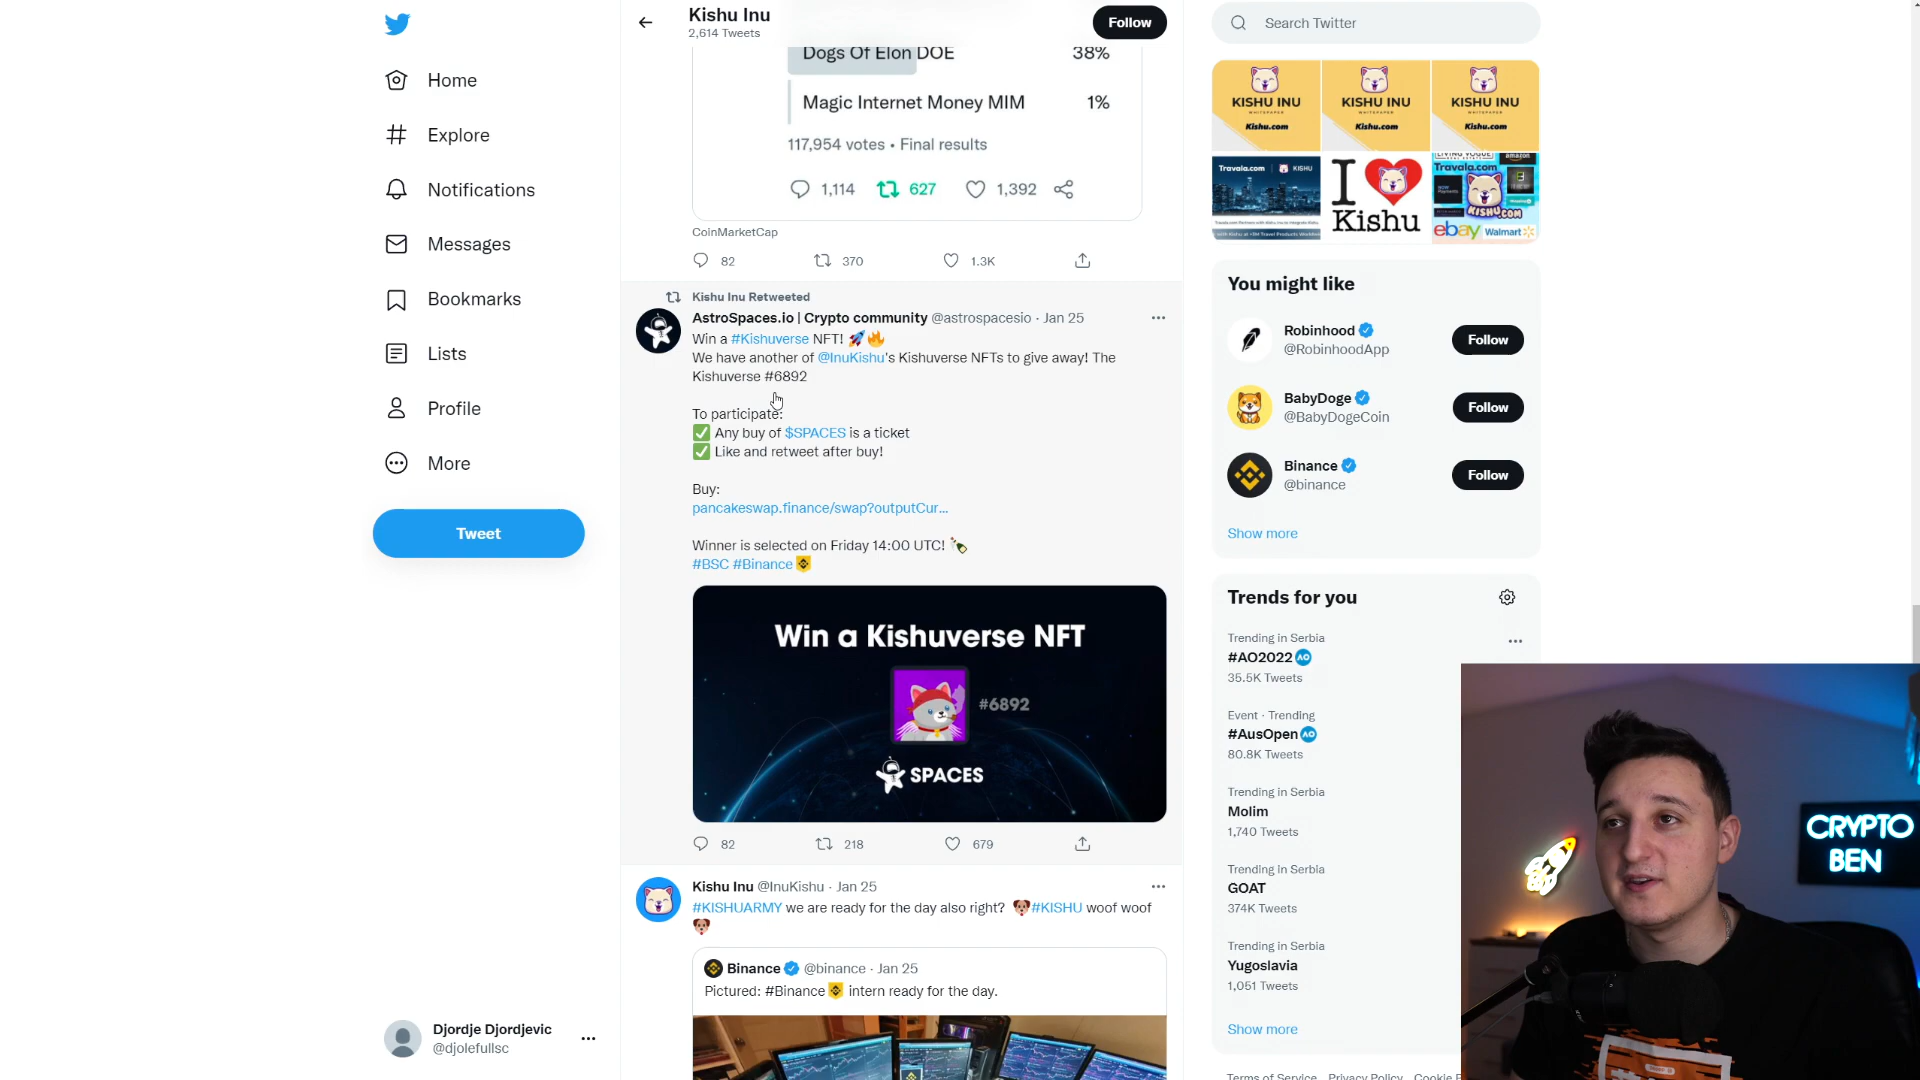 Home
Explore
Notifications
Messages
Bookmarks
Lists
Profile
More
Tweet
Djordje Djordjevic
@djolefullsc
Kishu Inu
2,614 Tweets
Follow
Dogs Of Elon DOE 38%
Magic Internet Money MIM 1%
117,954 votes • Final results
1,114 627 1,392
CoinMarketCap
82 370 1.3K
Kishu Inu Retweeted
AstroSpaces.io | Crypto community @astrospacesio · Jan 25
Win a #Kishuverse NFT! 🚀🔥
We have another of @InuKishu's Kishuverse NFTs to give away! The
Kishuverse #6892
To participate:
✅ Any buy of $SPACES is a ticket
✅ Like and retweet after buy!
Buy:
pancakeswap.finance/swap?outputCur...
Winner is selected on Friday 14:00 UTC! 🍾
#BSC #Binance
Win a Kishuverse NFT
#6892
SPACES
82 218 679
Kishu Inu @InuKishu · Jan 25
#KISHUARMY we are ready for the day also right? 🐶#KISHU woof woof
🐶
Binance @binance · Jan 25
Pictured: #Binance intern ready for the day.
Search Twitter
KISHU INU KISHU INU KISHU INU
WHITEPAPER WHITEPAPER WHITEPAPER
Kishu.com Kishu.com Kishu.com
Travala.com KISHU
I
Kishu
amazon
Travala.com
KISHU.COM
ebay Walmart
You might like
Robinhood
@RobinhoodApp
Follow
BabyDoge
@BabyDogeCoin
Follow
Binance
@binance
Follow
Show more
Trends for you
Trending in Serbia
#AO2022 AO
35.5K Tweets
Event · Trending
#AusOpen AO
80.8K Tweets
Trending in Serbia
Molim
1,740 Tweets
Trending in Serbia
GOAT
374K Tweets
Trending in Serbia
Yugoslavia
1,051 Tweets
Show more
Terms of Service Privacy Policy Cookie
CRYPTO
BEN